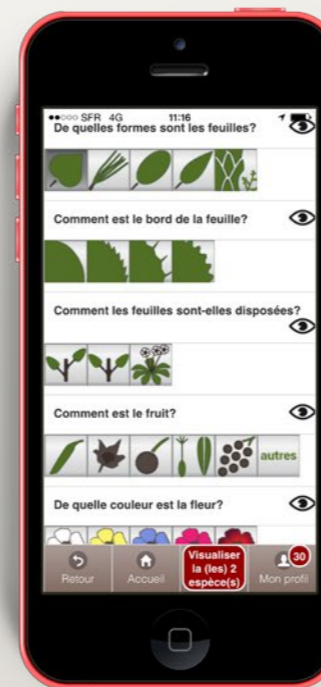 SFR 4G 11:16
De quelles formes sont les feuilles?
Comment est le bord de la feuille?
Comment les feuilles sont-elles disposées?
Comment est le fruit?
autres
De quelle couleur est la fleur?
Retour
Accueil
Visualiser
la (les) 2
espèce(s)
30
Mon profil